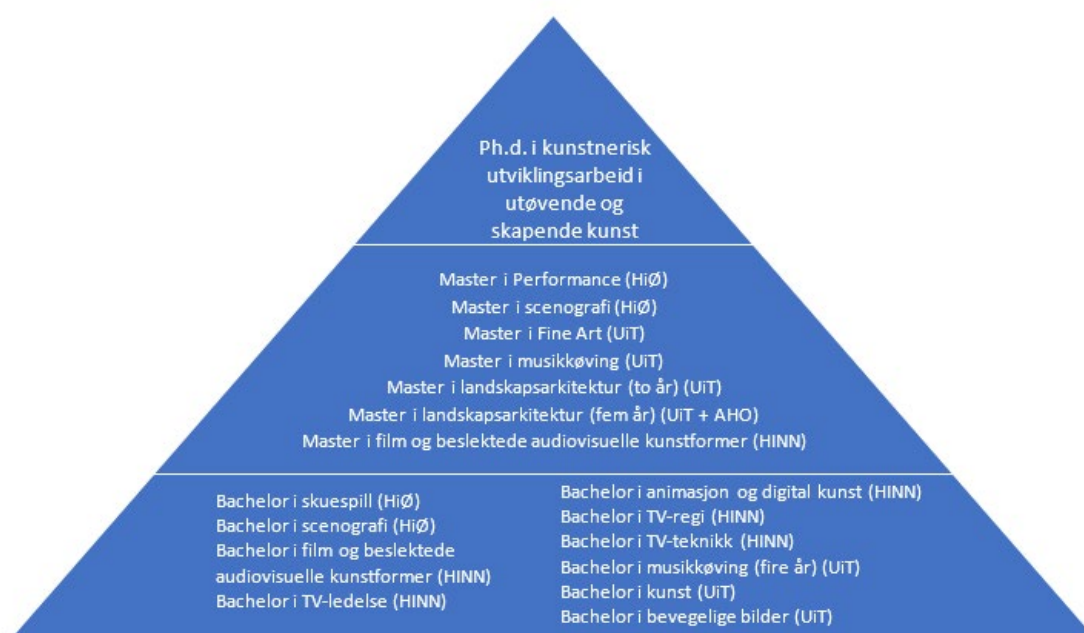 Ph.d. i kunstnerisk
utviklingsarbeid i
utøvende og
skapende kunst
Master i Performance (HiØ)
Master i scenografi (HiØ)
Master i Fine Art (UiT)
Master i musikkøving (UiT)
Master i landskapsarkitektur (to år) (UiT)
Master i landskapsarkitektur (fem år) (UiT + AHO)
Master i film og beslektede audiovisuelle kunstformer (HINN)
Bachelor i skuespill (HiØ)
Bachelor i scenografi (HiØ)
Bachelor i film og beslektede
audiovisuelle kunstformer (HINN)
Bachelor i TV-ledelse (HINN)
Bachelor i animasjon og digital kunst (HINN)
Bachelor i TV-regi (HINN)
Bachelor i TV-teknikk (HINN)
Bachelor i musikkøving (fire år) (UiT)
Bachelor i kunst (UiT)
Bachelor i bevegelige bilder (UiT)